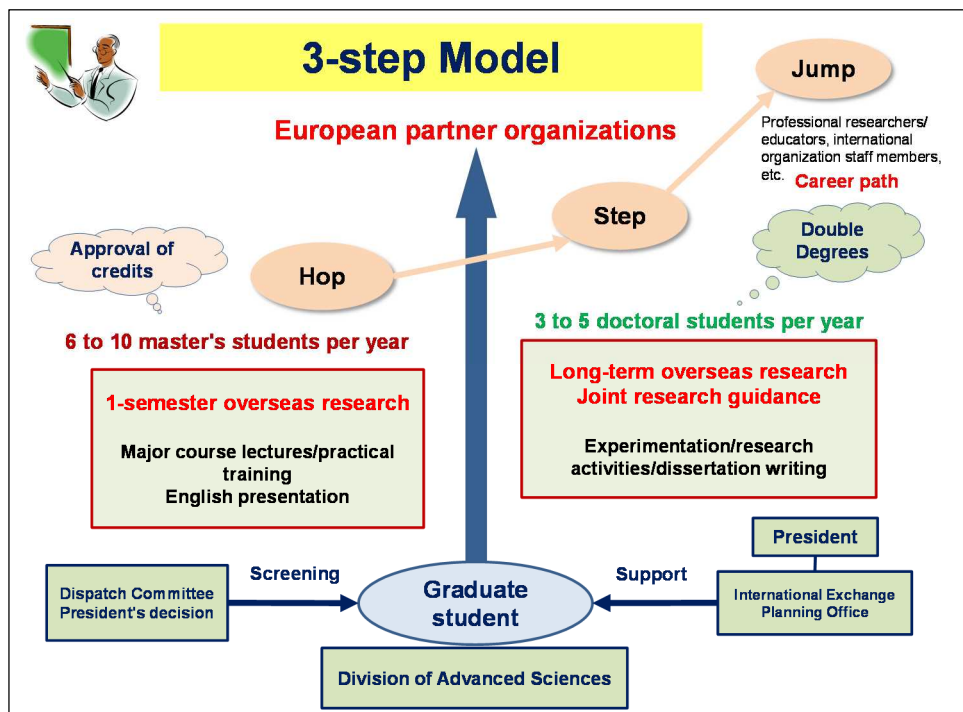 3-step Model
Jump
European partner organizations
Professional researchers/
educators, international
organization staff members,
etc.
Career path
Step
Hop
Approval of
credits
Double
Degrees
6 to 10 master's students per year
3 to 5 doctoral students per year
1-semester overseas research
Major course lectures/practical
training
English presentation
Long-term overseas research
Joint research guidance
Experimentation/research
activities/dissertation writing
President
Dispatch Committee
President's decision
Screening
Graduate
student
Support
International Exchange
Planning Office
Division of Advanced Sciences